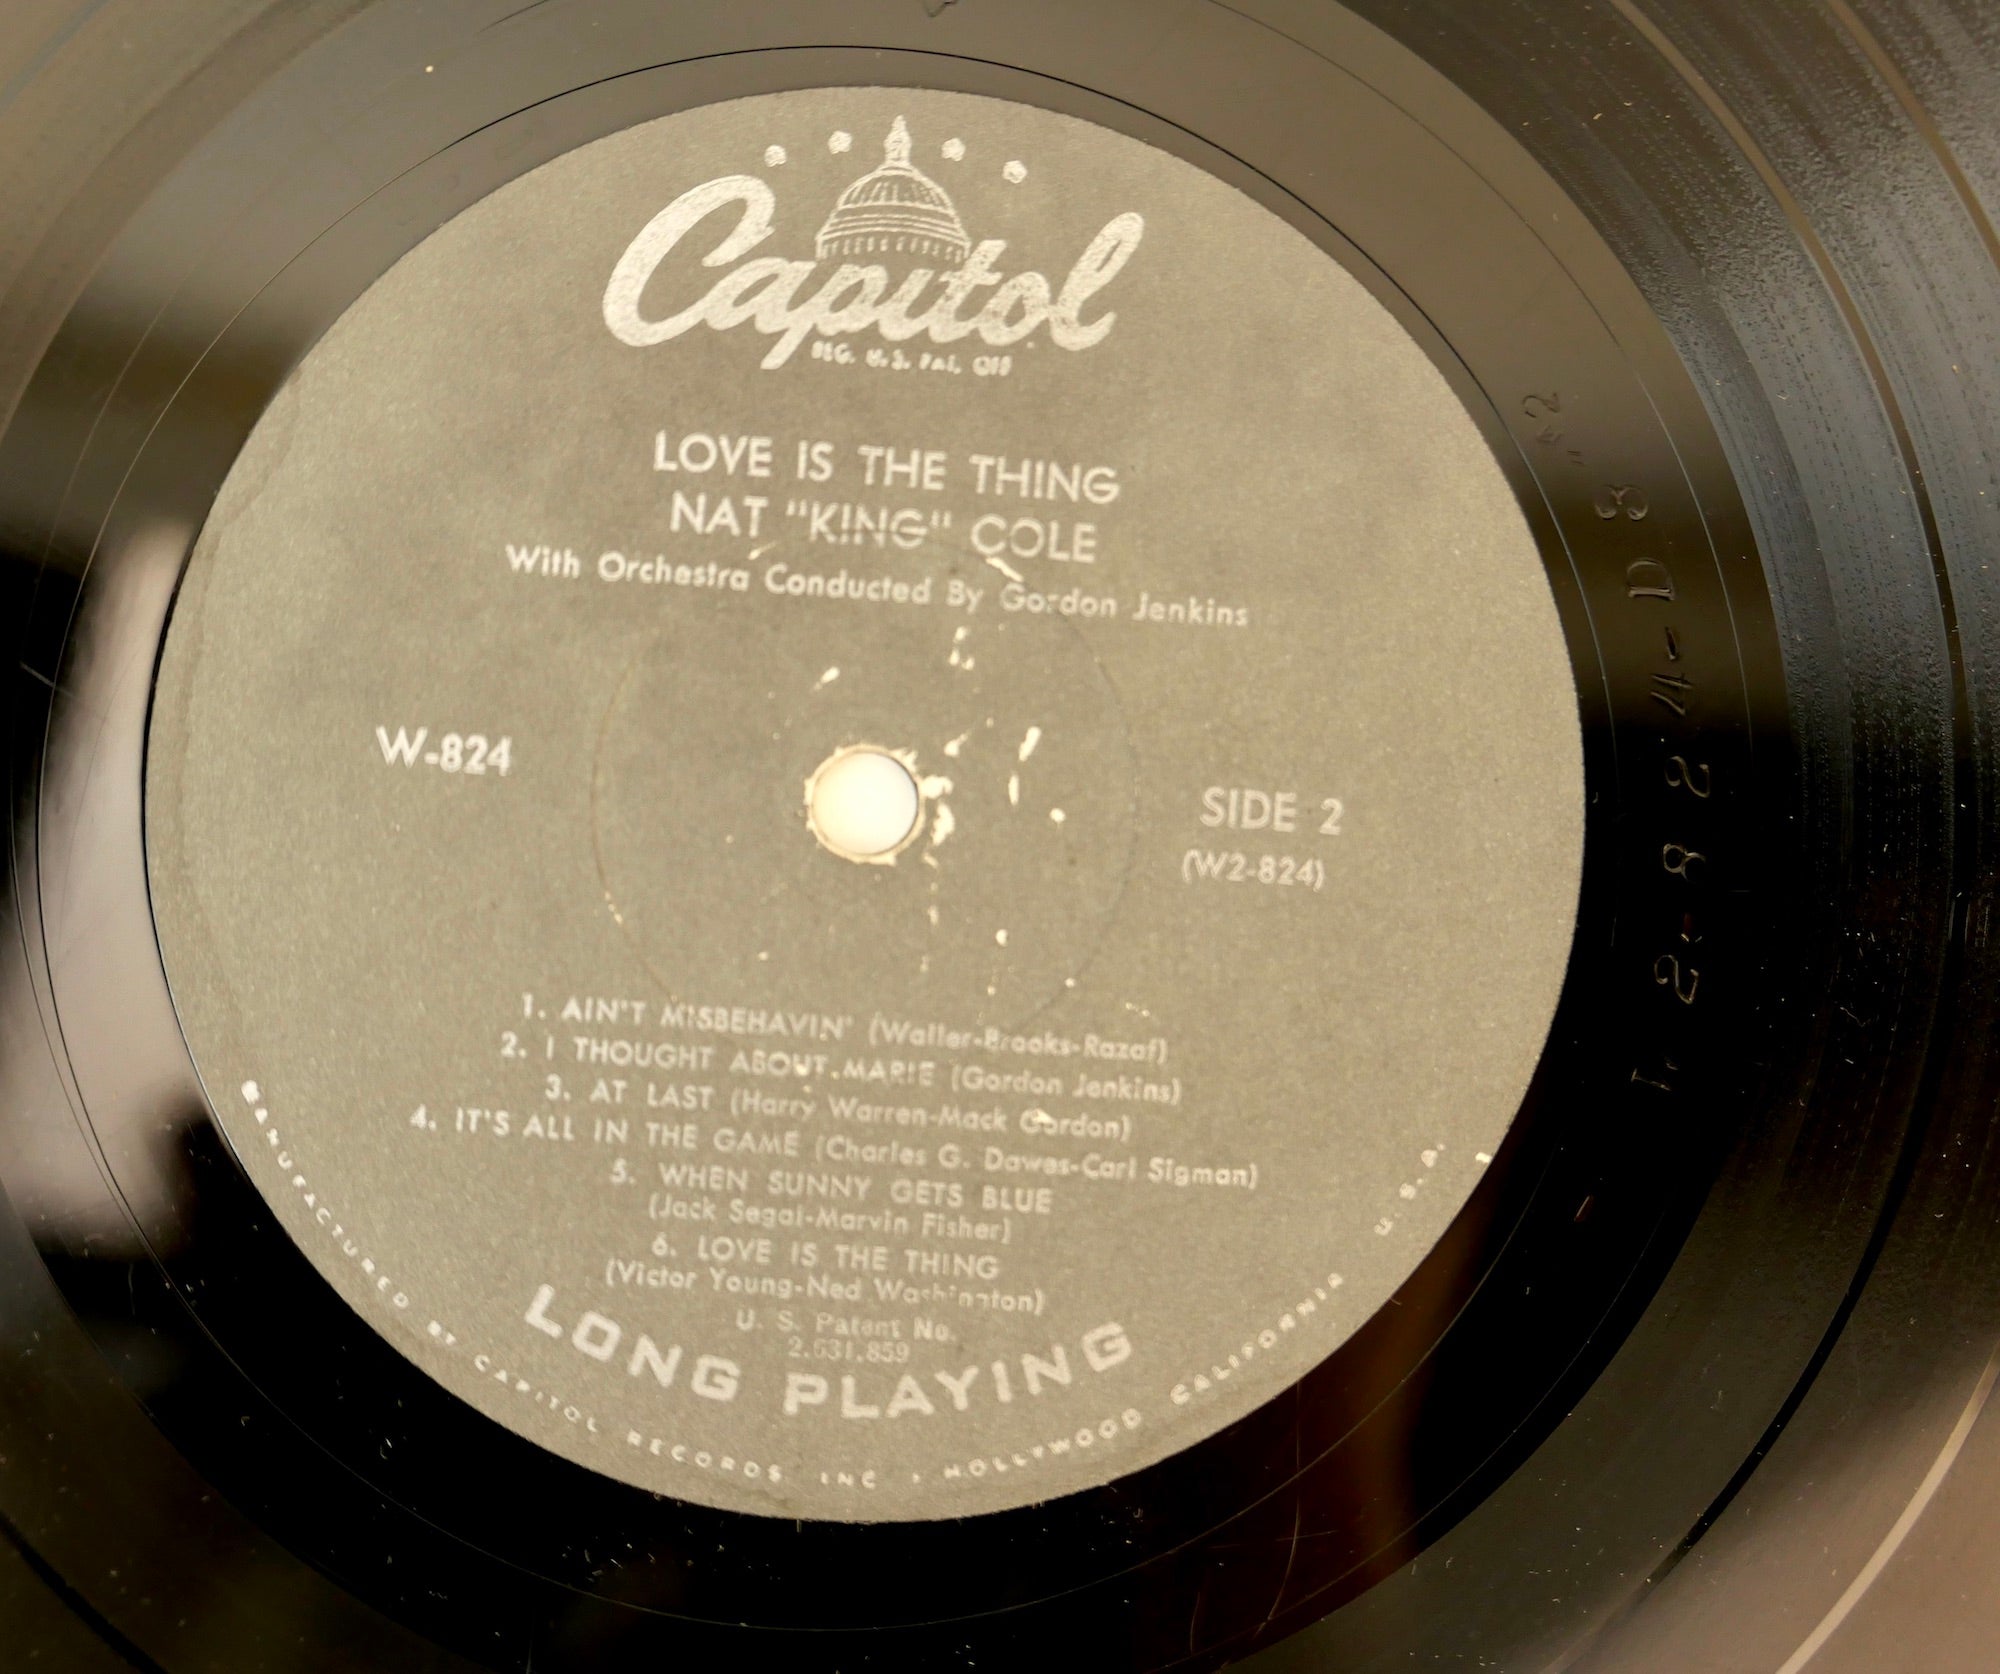 Capitol
REG. U.S. PAT. OFF
LOVE IS THE THING
NAT "KING" COLE
With Orchestra Conducted By Gordon Jenkins
W-824
SIDE 2
(W2-824)
1. AIN'T MISBEHAVIN' (Waller-Brooks-Razaf)
2. I THOUGHT ABOUT MARIE (Gordon Jenkins)
3. AT LAST (Harry Warren-Mack Gordon)
4. IT'S ALL IN THE GAME (Charles G. Dawes-Carl Sigman)
5. WHEN SUNNY GETS BLUE
(Jack Segal-Marvin Fisher)
6. LOVE IS THE THING
(Victor Young-Ned Washington)
U. S. Patent No.
2,631,859
LONG PLAYING
MANUFACTURED BY CAPITOL RECORDS, INC. • HOLLYWOOD CALIFORNIA U. S. A.
2-824-D3